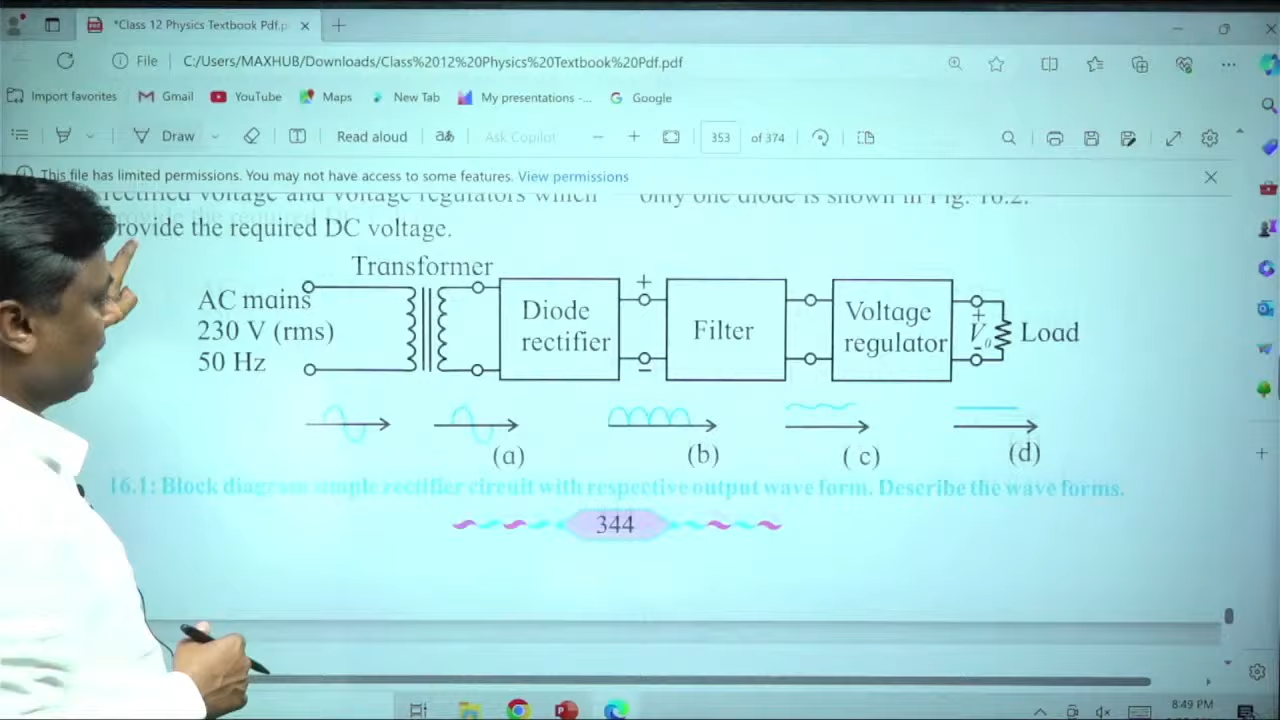 *Class 12 Physics Textbook Pdf.p
File
C:/Users/MAXHUB/Downloads/Class%2012%20Physics%20Textbook%20Pdf.pdf
Import favorites
Gmail
YouTube
Maps
New Tab
My presentations -...
Google
Draw
Read aloud
aあ
Ask Copilot
353 of 374
This file has limited permissions. You may not have access to some features. View permissions
rectified voltage and voltage regulators which
only one diode is shown in Fig. 16.2.
provide the required DC voltage.
Transformer
AC mains
230 V (rms)
50 Hz
Diode
rectifier
+
−
Filter
Voltage
regulator
+
V₀
−
Load
(a)
(b)
( c)
(d)
16.1: Block diagram simple rectifier circuit with respective output wave form. Describe the wave forms.
344
8:49 PM